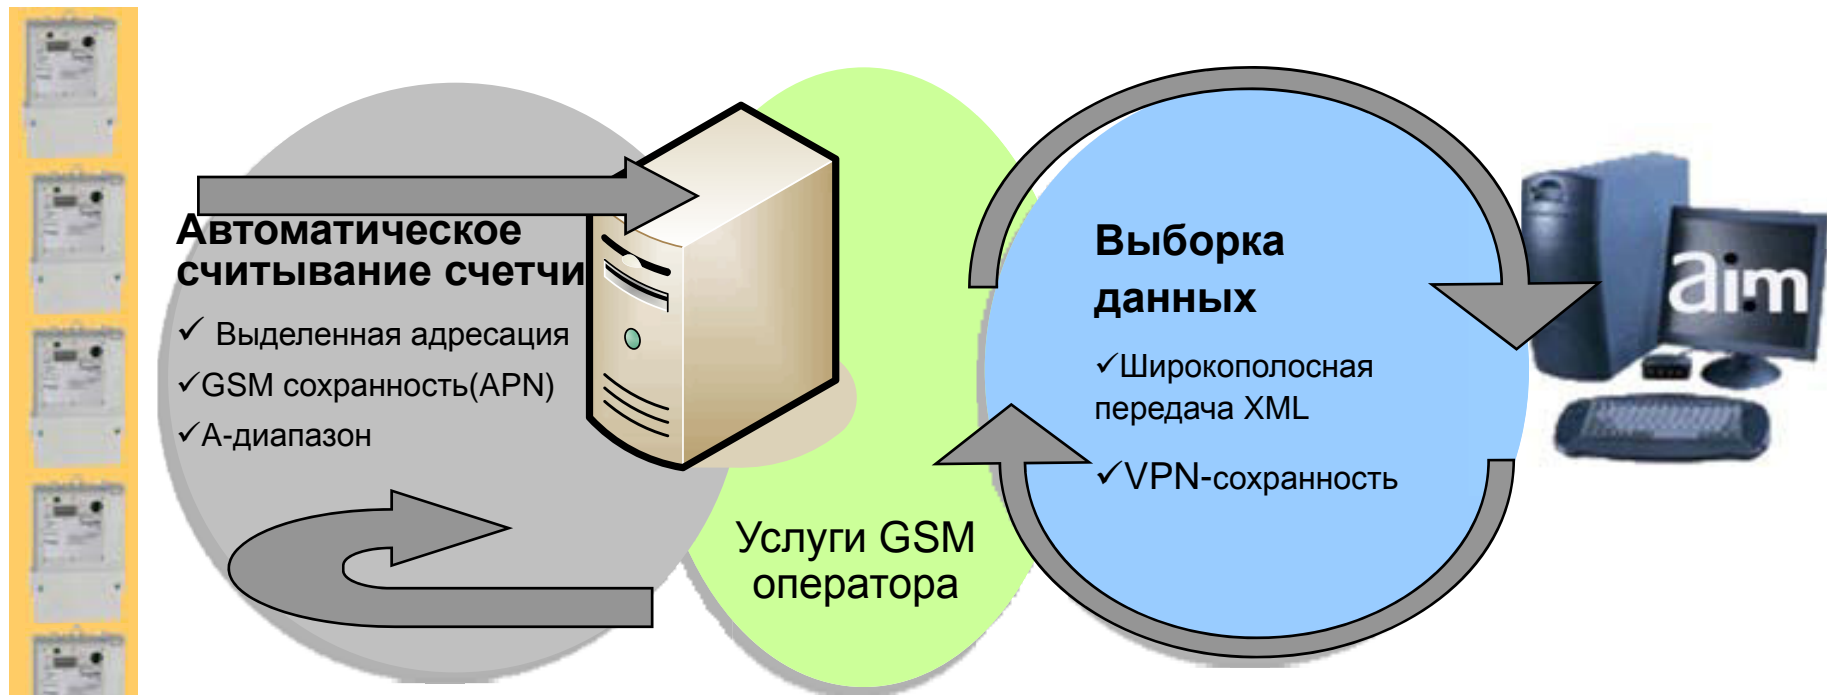 Автоматическое
считывание счетчи
✓ Выделенная адресация
✓GSM сохранность(APN)
✓А-диапазон
Услуги GSM
оператора
Выборка
данных
✓Широкополосная
передача XML
✓VPN-сохранность
aim